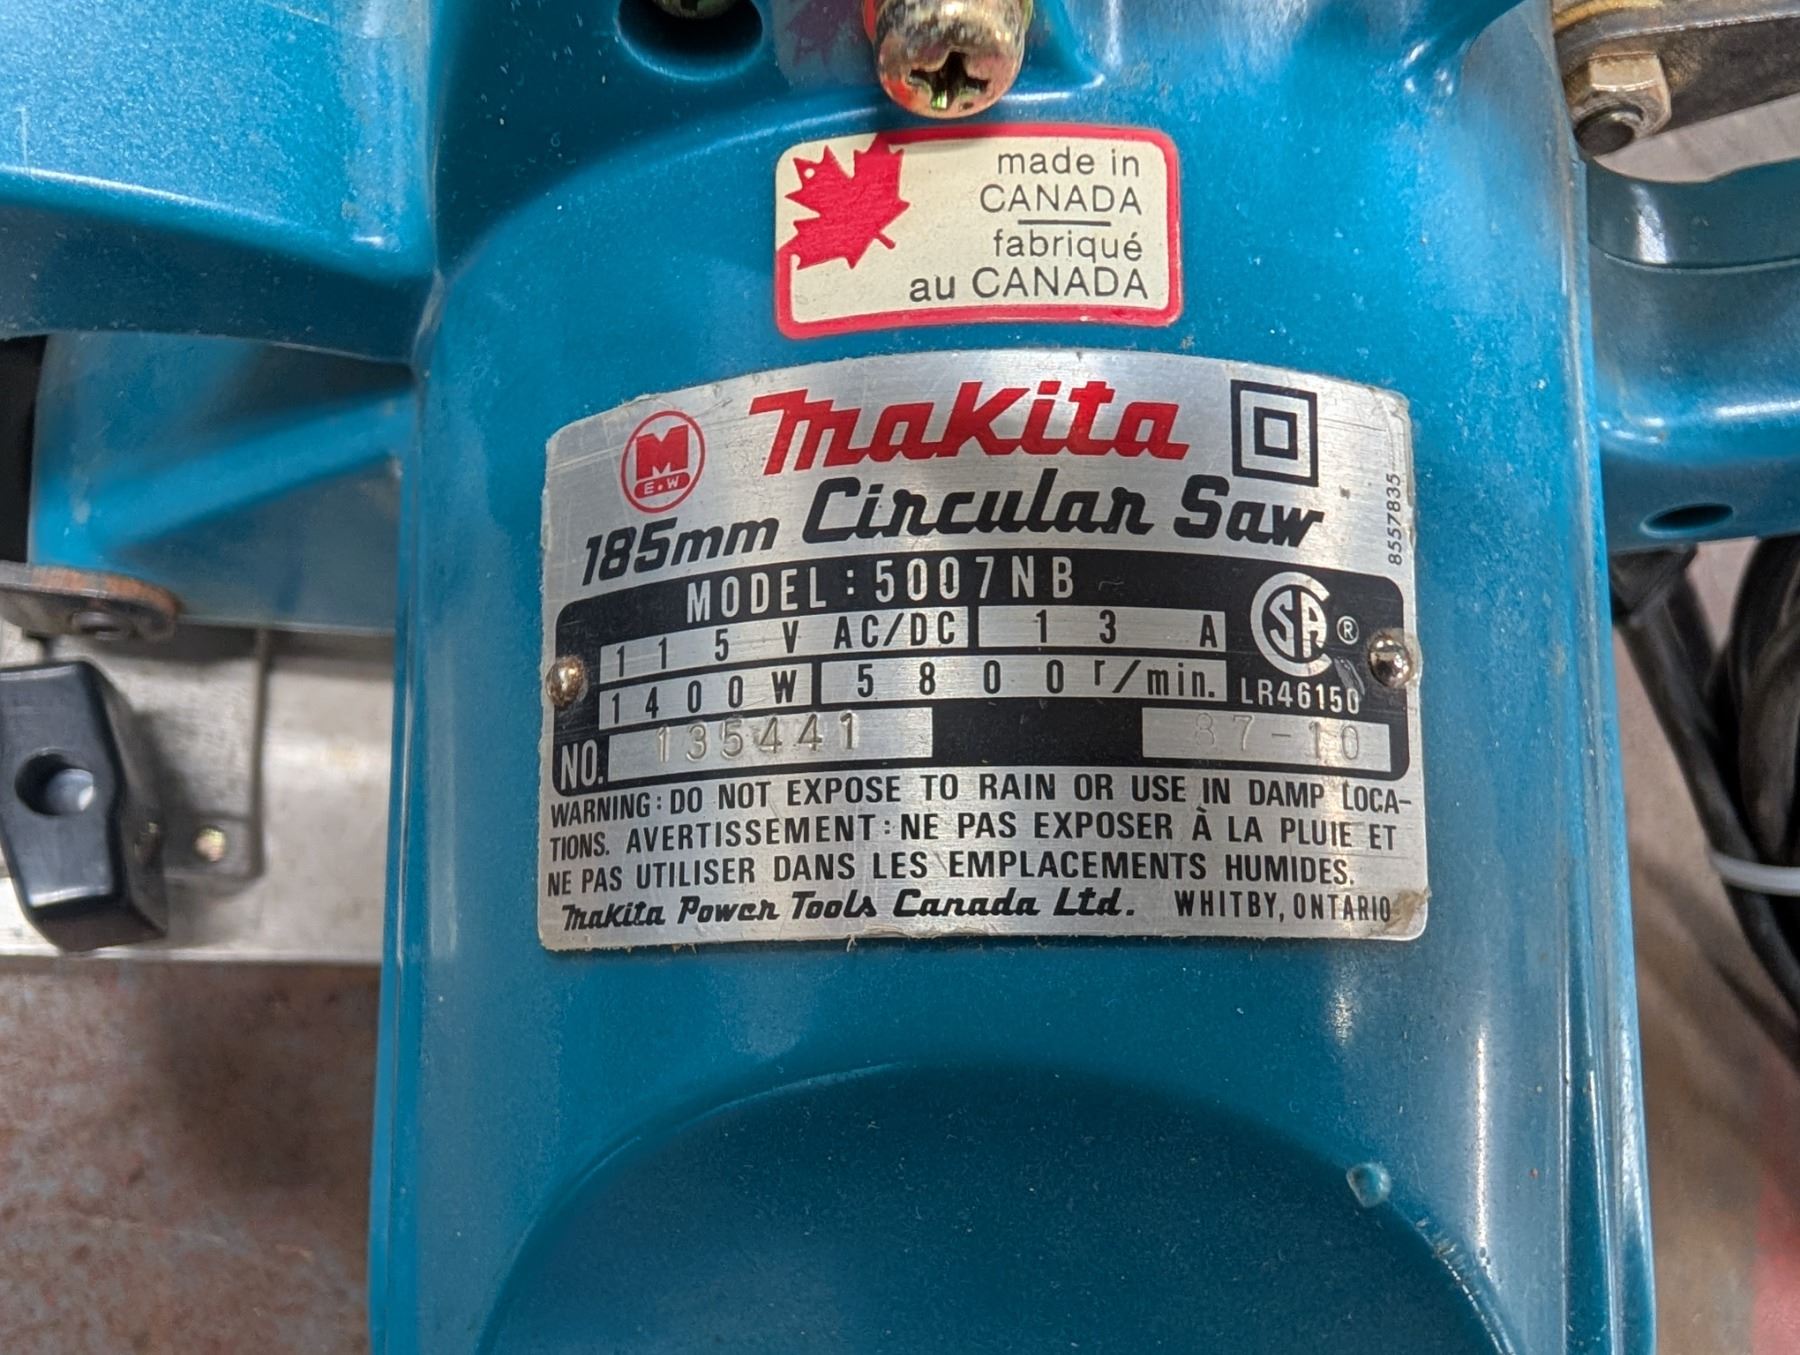 made in
CANADA
fabriqué
au CANADA
M
E•W
makita
185mm Circular Saw
8557835
MODEL: 5007NB
115 V AC/DC 13 A
1400W 5800 r/min.
SA ®
LR46150
NO. 135441 87-10
WARNING: DO NOT EXPOSE TO RAIN OR USE IN DAMP LOCA-
TIONS. AVERTISSEMENT: NE PAS EXPOSER À LA PLUIE ET
NE PAS UTILISER DANS LES EMPLACEMENTS HUMIDES.
makita Power Tools Canada Ltd. WHITBY, ONTARIO